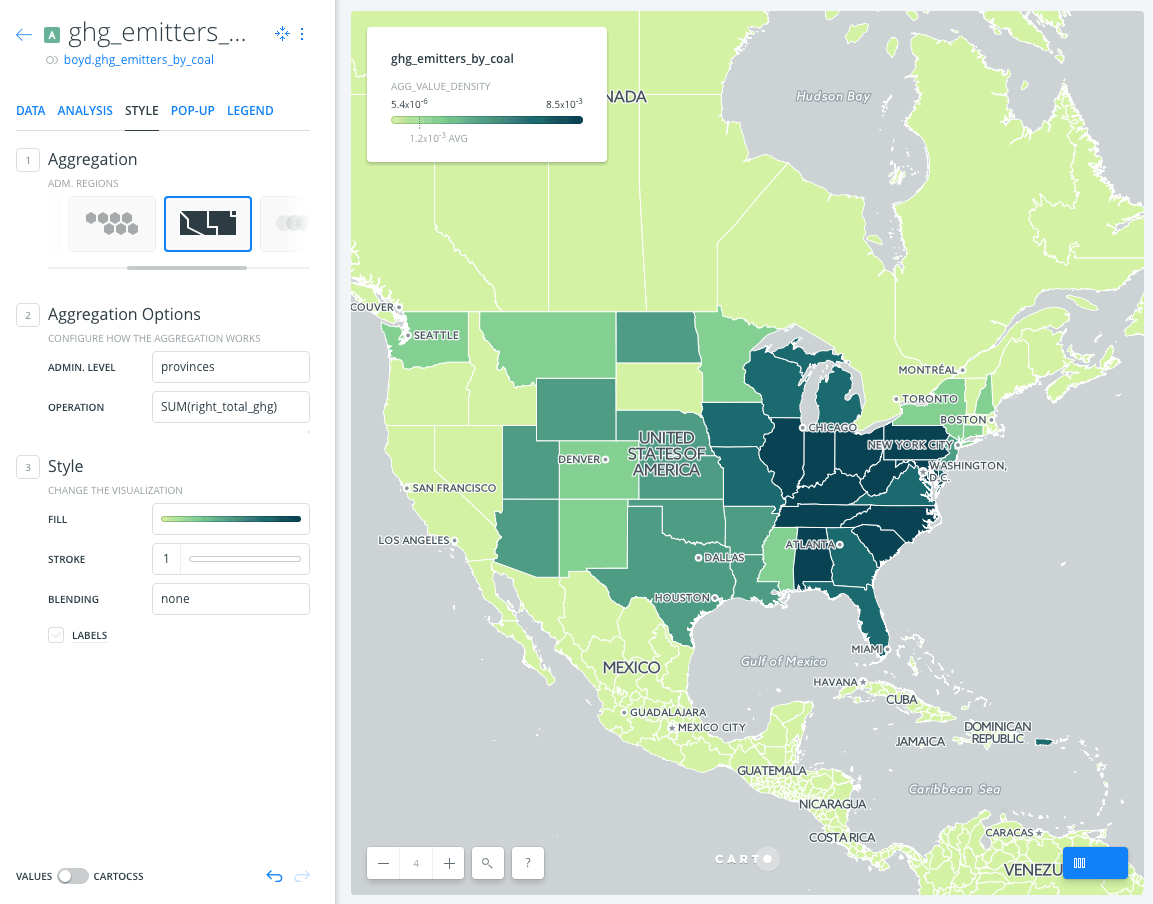 A ghg_emitters_...
boyd.ghg_emitters_by_coal
DATA ANALYSIS STYLE POP-UP LEGEND
1 Aggregation
ADM. REGIONS
2 Aggregation Options
CONFIGURE HOW THE AGGREGATION WORKS
ADMIN. LEVEL provinces
OPERATION SUM(right_total_ghg)
3 Style
CHANGE THE VISUALIZATION
FILL
STROKE 1
BLENDING none
LABELS
VALUES CARTOCSS
ghg_emitters_by_coal
AGG_VALUE_DENSITY
5.4x10-6 8.5x10-3
1.2x10-3 AVG
NADA
Hudson Bay
COUVER
SEATTLE
MONTRÉAL
TORONTO
BOSTON
CHICAGO
NEW YORK CITY
UNITED
STATES OF
AMERICA
DENVER
WASHINGTON,
D.C.
SAN FRANCISCO
LOS ANGELES
ATLANTA
DALLAS
HOUSTON
MIAMI
Gulf of Mexico
MEXICO
HAVANA
CUBA
GUADALAJARA
MEXICO CITY
DOMINICAN
REPUBLIC
JAMAICA
GUATEMALA
Caribbean Sea
NICARAGUA
COSTA RICA
CARACAS
VENEZU
4
?
CARTO